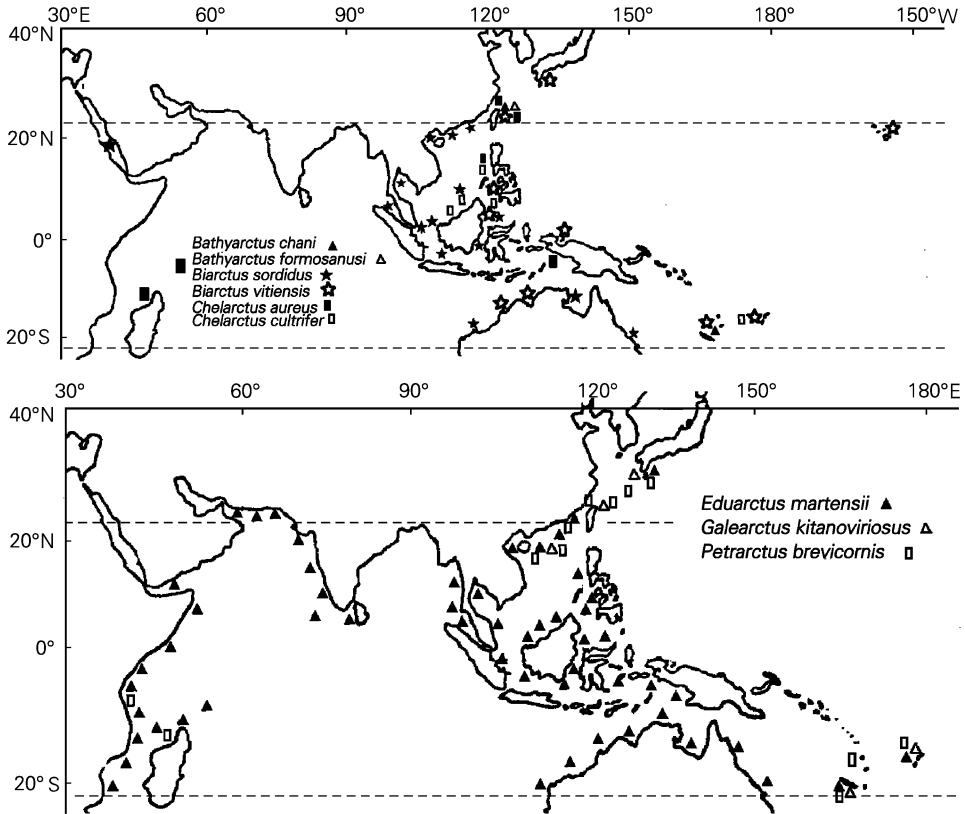 30°E 60° 90° 120° 150° 180° 150°W
40°N
20°N
0°
20°S
Bathyarctus chani
Bathyarctus formosanusi
Biarctus sordidus
Biarctus vitiensis
Chelarctus aureus
Chelarctus cultrifer
30° 60° 90° 120° 150° 180°E
40°N
20°N
0°
20°S
Eduarctus martensii
Galearctus kitanoviriosus
Petrarctus brevicornis